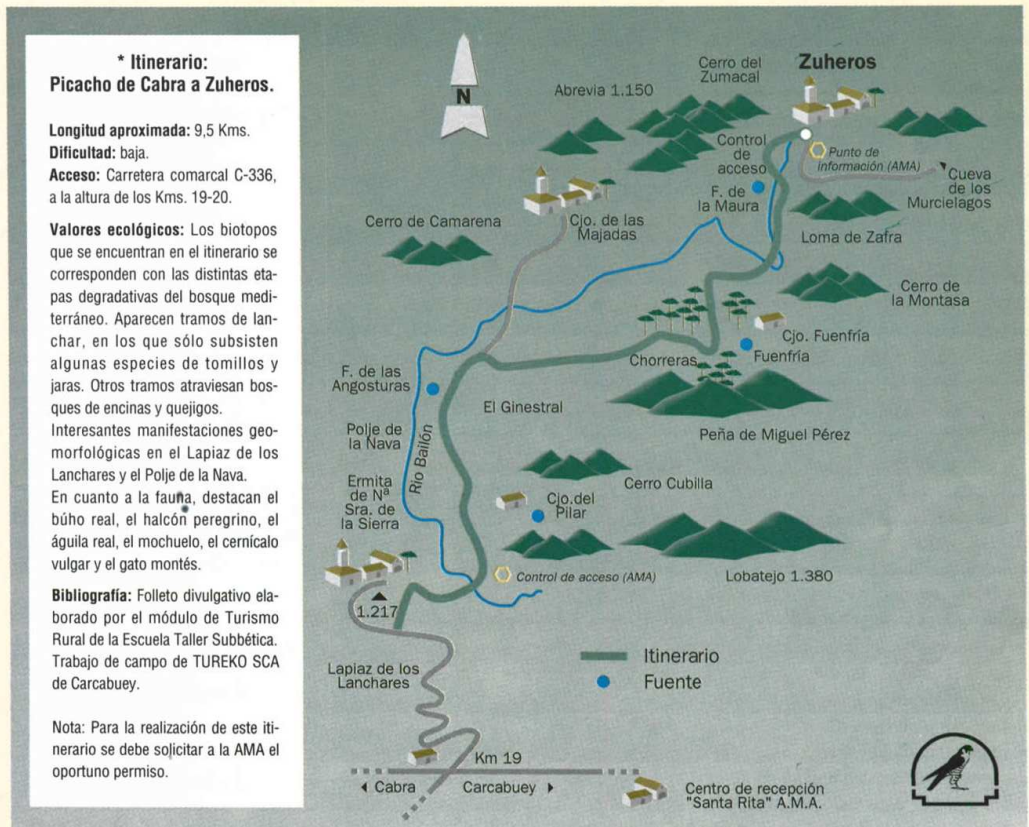 * Itinerario:
Picacho de Cabra a Zuheros.
Longitud aproximada: 9,5 Kms.
Dificultad: baja.
Acceso: Carretera comarcal C-336,
a la altura de los Kms. 19-20.
Valores ecológicos: Los biotopos
que se encuentran en el itinerario se
corresponden con las distintas eta-
pas degradativas del bosque medi-
terráneo. Aparecen tramos de lan-
char, en los que sólo subsisten
algunas especies de tomillos y
jaras. Otros tramos atraviesan bos-
ques de encinas y quejigos.
Interesantes manifestaciones geo-
morfológicas en el Lapiaz de los
Lanchares y el Polje de la Nava.
En cuanto a la fauna, destacan el
búho real, el halcón peregrino, el
águila real, el mochuelo, el cernícalo
vulgar y el gato montés.
Bibliografía: Folleto divulgativo ela-
borado por el módulo de Turismo
Rural de la Escuela Taller Subbética.
Trabajo de campo de TUREKO SCA
de Carcabuey.
Nota: Para la realización de este iti-
nerario se debe solicitar a la AMA el
oportuno permiso.
N
Abrevia 1.150
Cerro del
Zumacal
Zuheros
Control
de
acceso
Punto de
información (AMA)
Cueva
de los
Murcielagos
F. de
la Maura
Cerro de Camarena
Cjo. de las
Majadas
Loma de Zafra
Cerro de
la Montasa
Cjo. Fuenfría
Fuenfría
Chorreras
F. de las
Angosturas
El Ginestral
Peña de Miguel Pérez
Polje de
la Nava
Rio Bailón
Ermita
de Nª
Sra. de
la Sierra
Cerro Cubilla
Cjo.del
Pilar
Control de acceso (AMA)
Lobatejo 1.380
1.217
Lapiaz de los
Lanchares
Itinerario
Fuente
Km 19
Cabra
Carcabuey
Centro de recepción
"Santa Rita" A.M.A.